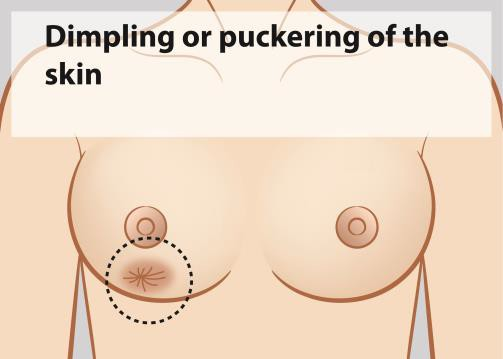 Dimpling or puckering of the
skin